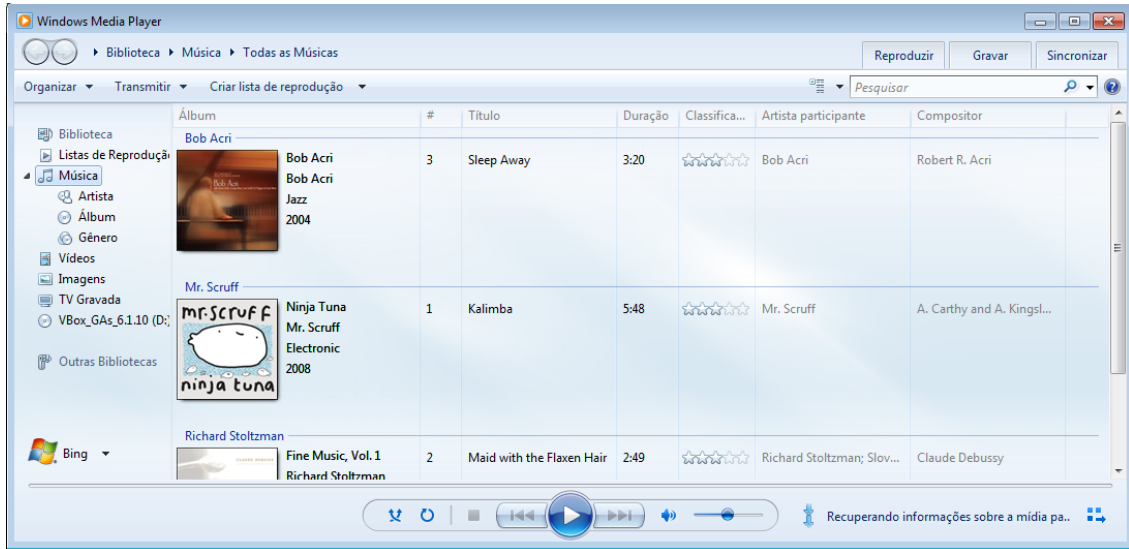 Windows Media Player
Biblioteca Música Todas as Músicas
Reproduzir Gravar Sincronizar
Organizar Transmitir Criar lista de reprodução Pesquisar
Álbum # Título Duração Classifica... Artista participante Compositor
Biblioteca
Listas de Reproduçã
Música
Artista
Álbum
Gênero
Vídeos
Imagens
TV Gravada
VBox_GAs_6.1.10 (D:)
Outras Bibliotecas
Bing
Bob Acri
Bob Acri
Bob Acri 3 Sleep Away 3:20 Bob Acri Robert R. Acri
Bob Acri
Jazz
2004
Mr. Scruff
mr.scruff
ninja tuna
Ninja Tuna 1 Kalimba 5:48 Mr. Scruff A. Carthy and A. Kingsl...
Mr. Scruff
Electronic
2008
Richard Stoltzman
CLAUDE DEBUSSY
Fine Music, Vol. 1 2 Maid with the Flaxen Hair 2:49 Richard Stoltzman; Slov... Claude Debussy
Richard Stoltzman
Recuperando informações sobre a mídia pa..